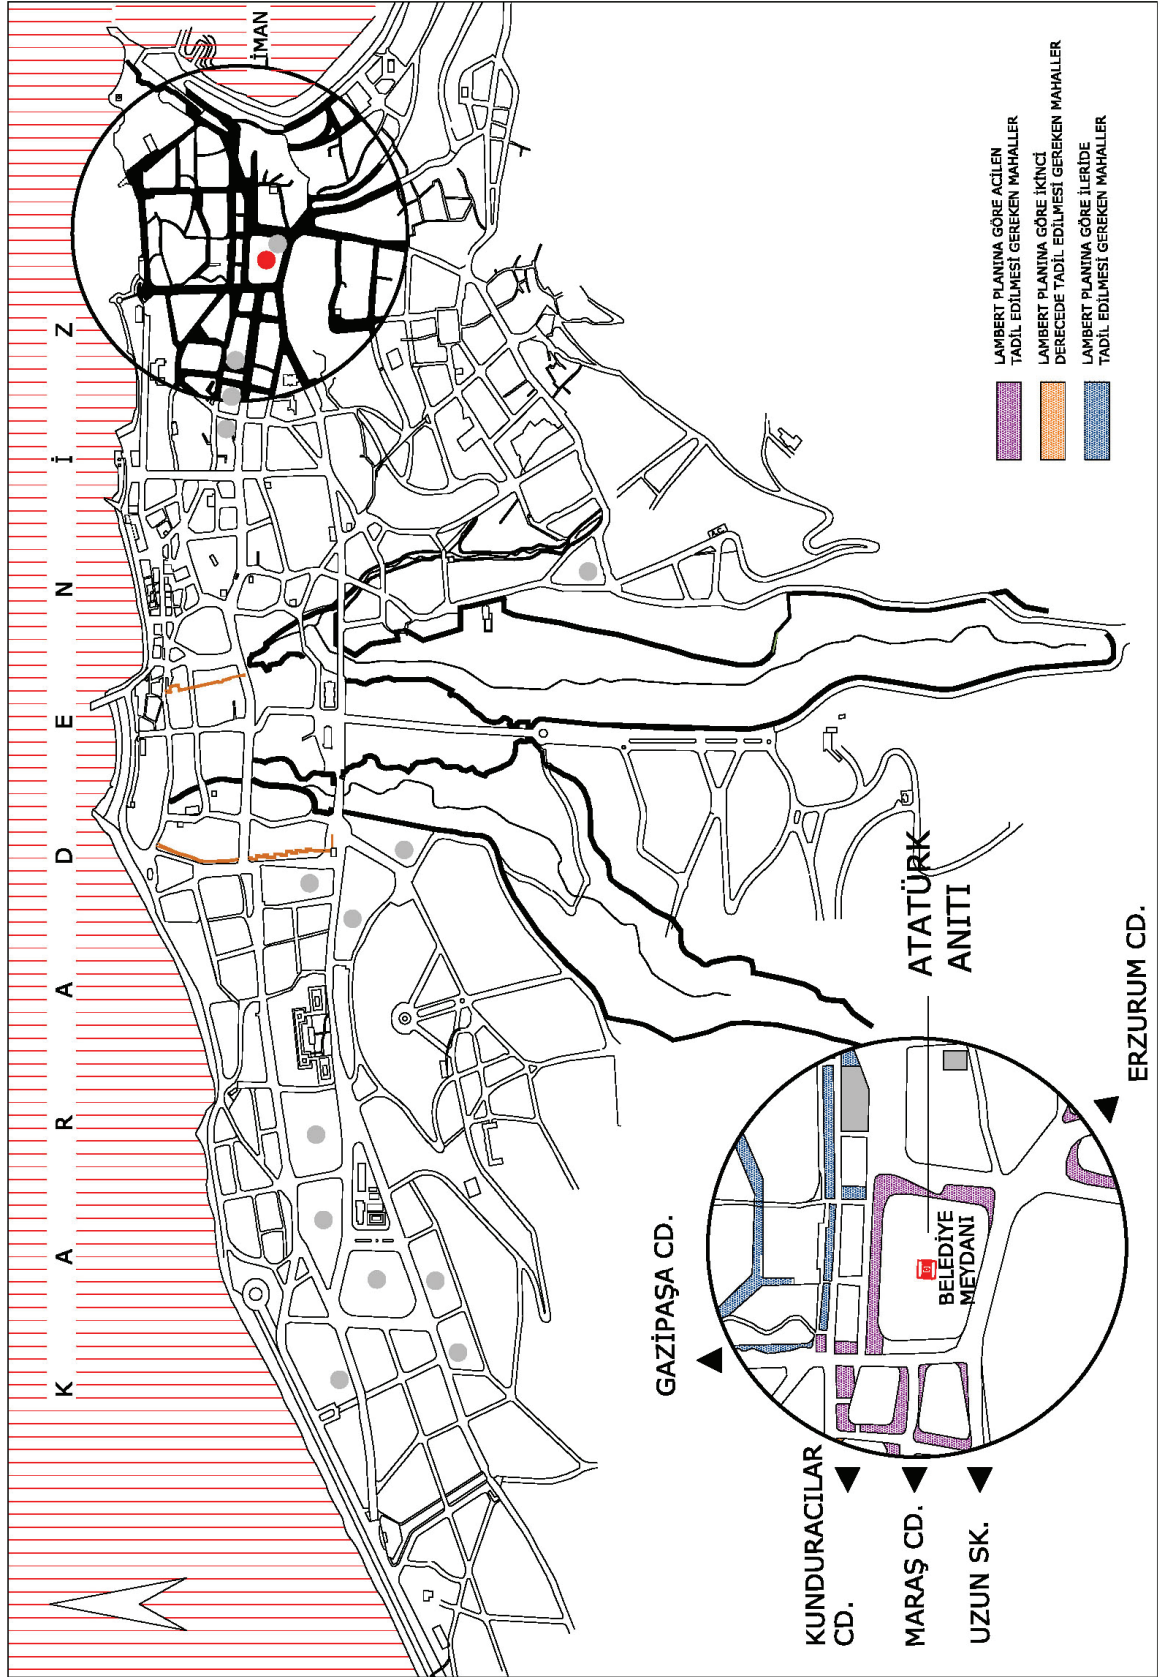 K A R A D E N İ Z
İMAN
LAMBERT PLANINA GÖRE ACİLEN
TADİL EDİLMESİ GEREKEN MAHALLER
LAMBERT PLANINA GÖRE İKİNCİ
DERECEDE TADİL EDİLMESİ GEREKEN MAHALLER
LAMBERT PLANINA GÖRE İLERİDE
TADİL EDİLMESİ GEREKEN MAHALLER
GAZİPAŞA CD.
KUNDURACILAR
CD.
MARAŞ CD.
UZUN SK.
BELEDİYE
MEYDANI
ATATÜRK
ANITI
ERZURUM CD.